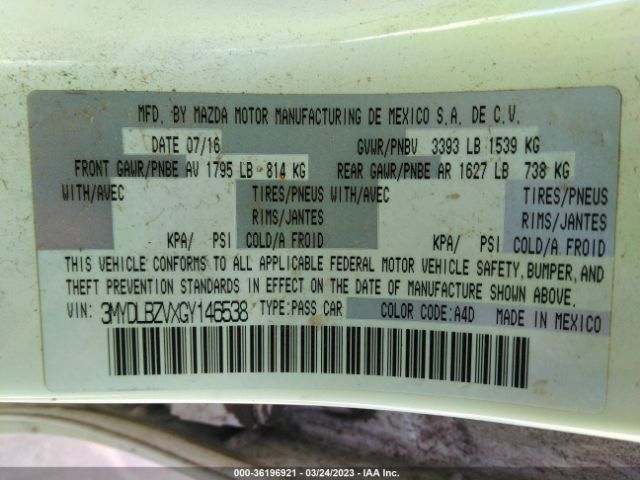 MFD. BY MAZDA MOTOR MANUFACTURING DE MEXICO S.A. DE C.V.
DATE 07/16 GVWR/PNBV 3393 LB 1539 KG
FRONT GAWR/PNBE AV 1795 LB 814 KG REAR GAWR/PNBE AR 1627 LB 738 KG
WITH/AVEC TIRES/PNEUS WITH/AVEC TIRES/PNEUS
RIMS/JANTES RIMS/JANTES
KPA/ PSI COLD/A FROID KPA/ PSI COLD/A FROID
THIS VEHICLE CONFORMS TO ALL APPLICABLE FEDERAL MOTOR VEHICLE SAFETY, BUMPER, AND
THEFT PREVENTION STANDARDS IN EFFECT ON THE DATE OF MANUFACTURE SHOWN ABOVE.
VIN: 3MYDLBZVXGY145538 TYPE:PASS CAR COLOR CODE:A4D MADE IN MEXICO
000-36196921 - 03/24/2023 - IAA Inc.